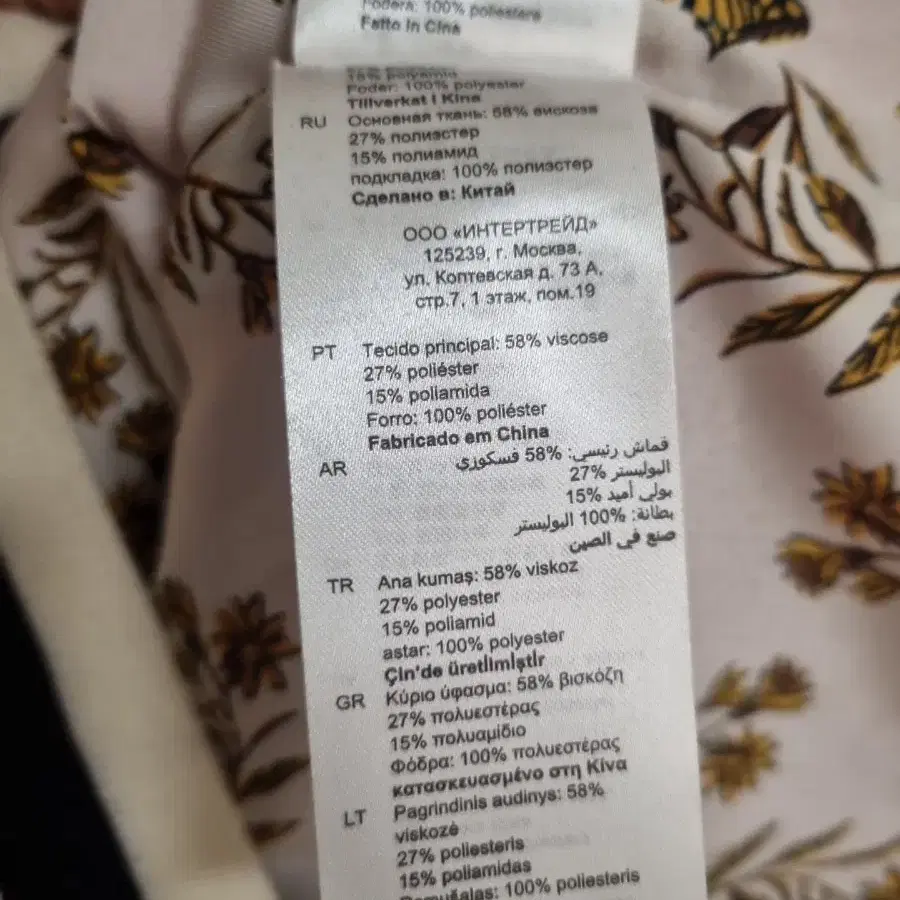 Fodera: 100% poliestere
Fatto In Cina
15% polyamid
Foder: 100% polyester
Tillverkat I Kina
RU Основная ткань: 58% вискоза
27% полиэстер
15% полиамид
подкладка: 100% полиэстер
Сделано в: Китай
ООО «ИНТЕРТРЕЙД»
125239, г. Москва,
ул. Коптевская д. 73 А,
стр.7, 1 этаж, пом.19
PT Tecido principal: 58% viscose
27% poliéster
15% poliamida
Forro: 100% poliéster
Fabricado em China
AR قماش رئيسي: 58% فسكوزي
البوليستر 27%
بولي أميد 15%
بطانة: 100% البوليستر
صنع في الصين
TR Ana kumaş: 58% viskoz
27% polyester
15% poliamid
astar: 100% polyester
Çin'de üretilmiştir
GR Κύριο ύφασμα: 58% βισκόζη
27% πολυεστέρας
15% πολυαμίδιο
Φόδρα: 100% πολυεστέρας
κατασκευασμένο στη Κίνα
LT Pagrindinis audinys: 58%
viskozė
27% poliesteris
15% poliamidas
Pamušalas: 100% poliesteris